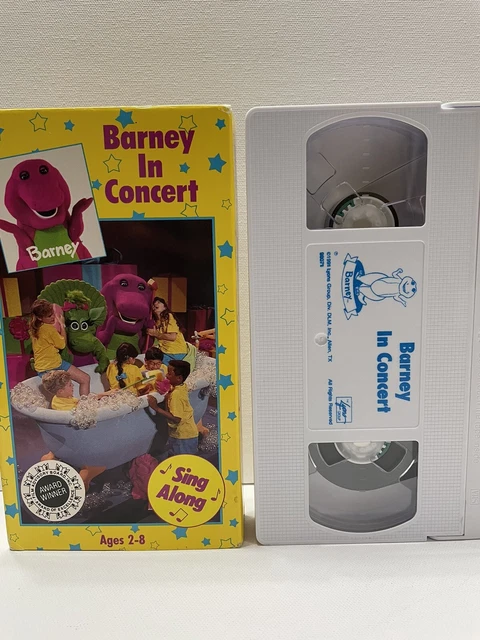 Barney
In
Concert
Barney
AWARD
WINNER
Sing
Along
Ages 2-8
Barney
Barney
In Concert
All Rights Reserved